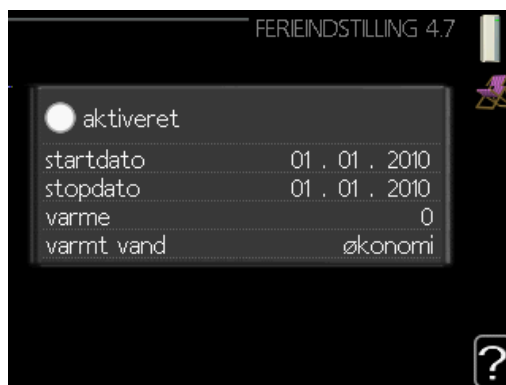 FERIEINDSTILLING 4.7
aktiveret
startdato 01 . 01 . 2010
stopdato 01 . 01 . 2010
varme 0
varmt vand økonomi
?